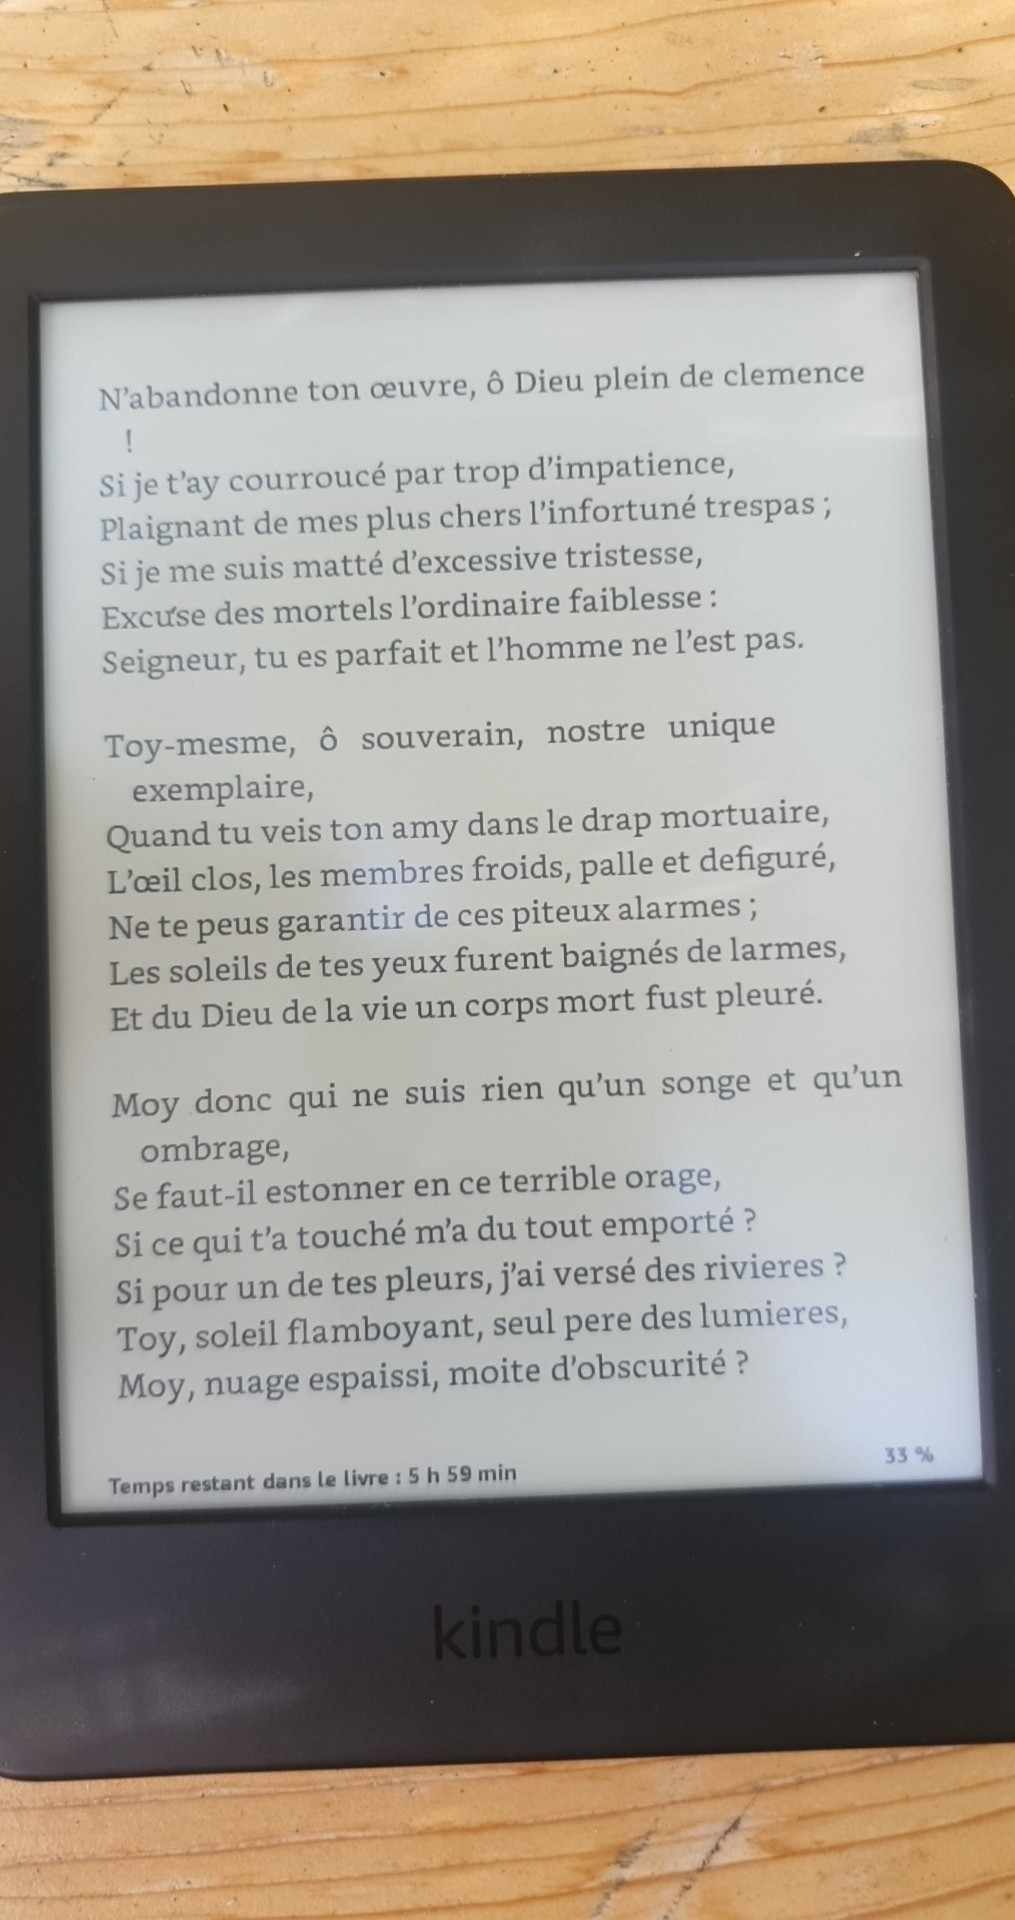 N'abandonne ton œuvre, ô Dieu plein de clemence
!
Si je t'ay courroucé par trop d'impatience,
Plaignant de mes plus chers l'infortuné trespas ;
Si je me suis matté d'excessive tristesse,
Excuse des mortels l'ordinaire faiblesse :
Seigneur, tu es parfait et l'homme ne l'est pas.
Toy-mesme, ô souverain, nostre unique
exemplaire,
Quand tu veis ton amy dans le drap mortuaire,
L'œil clos, les membres froids, palle et defiguré,
Ne te peus garantir de ces piteux alarmes ;
Les soleils de tes yeux furent baignés de larmes,
Et du Dieu de la vie un corps mort fust pleuré.
Moy donc qui ne suis rien qu'un songe et qu'un
ombrage,
Se faut-il estonner en ce terrible orage,
Si ce qui t'a touché m'a du tout emporté ?
Si pour un de tes pleurs, j'ai versé des rivieres ?
Toy, soleil flamboyant, seul pere des lumieres,
Moy, nuage espaissi, moite d'obscurité ?
Temps restant dans le livre : 5 h 59 min
33 %
kindle